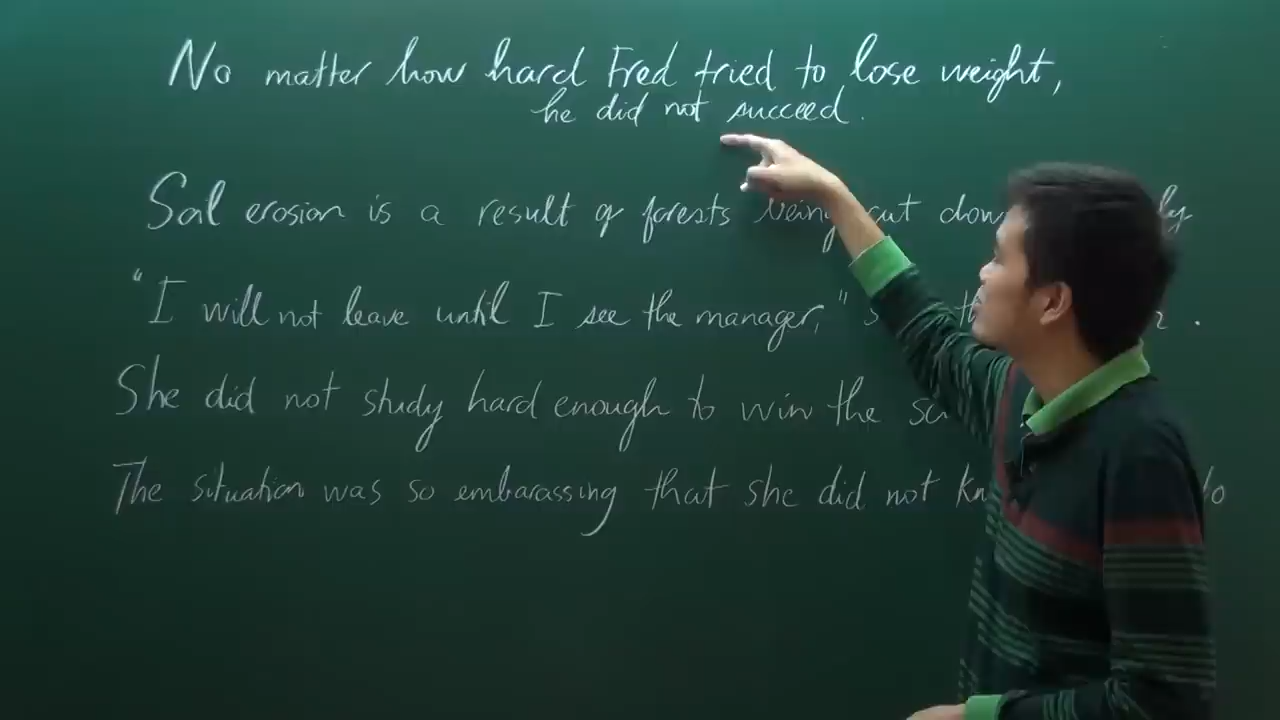 No matter how hard Fred tried to lose weight,
he did not succeed.
Soil erosion is a result of forests being cut down
"I will not leave until I see the manager,"
She did not study hard enough to win the
The situation was so embarassing that she did not